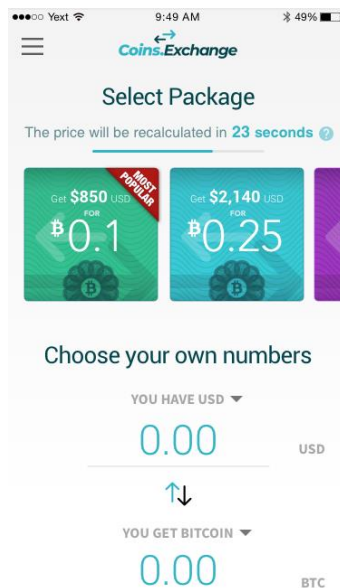 Yext 9:49 AM 49%
Coins.Exchange
Select Package
The price will be recalculated in 23 seconds ?
MOST POPULAR
Get $850 USD
FOR
฿0.1
Get $2,140 USD
FOR
฿0.25
Choose your own numbers
YOU HAVE USD
0.00 USD
YOU GET BITCOIN
0.00 BTC